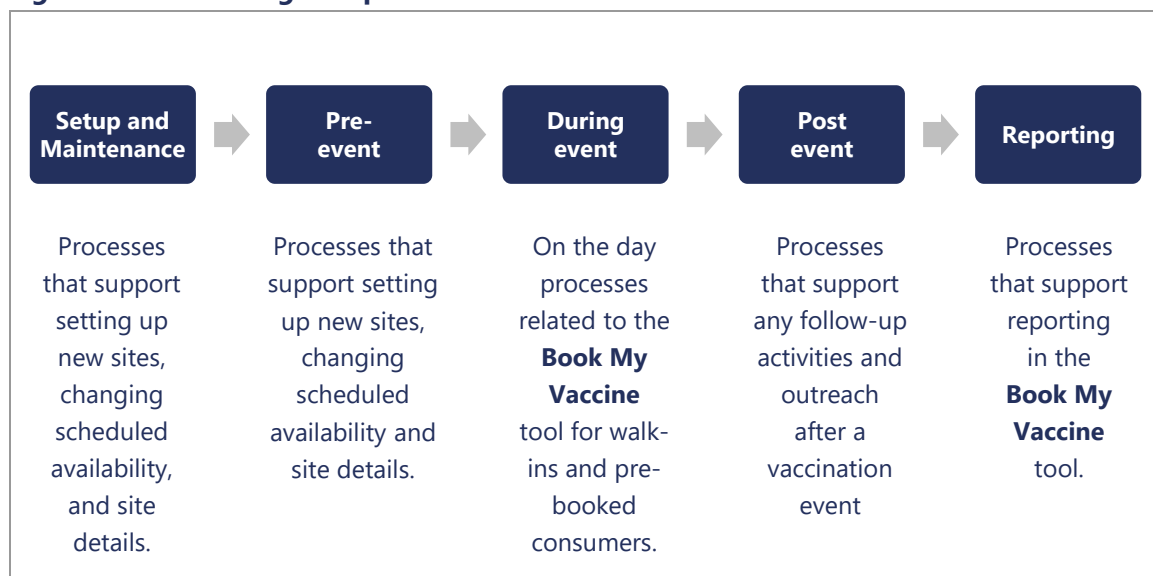 Setup and
Maintenance
Pre-
event
During
event
Post
event
Reporting
Processes
that support
setting up
new sites,
changing
scheduled
availability,
and site
details.
Processes that
support setting
up new sites,
changing
scheduled
availability and
site details.
On the day
processes
related to the
Book My
Vaccine
tool for walk-
ins and pre-
booked
consumers.
Processes
that support
any follow-up
activities and
outreach
after a
vaccination
event
Processes
that support
reporting
in the
Book My
Vaccine
tool.